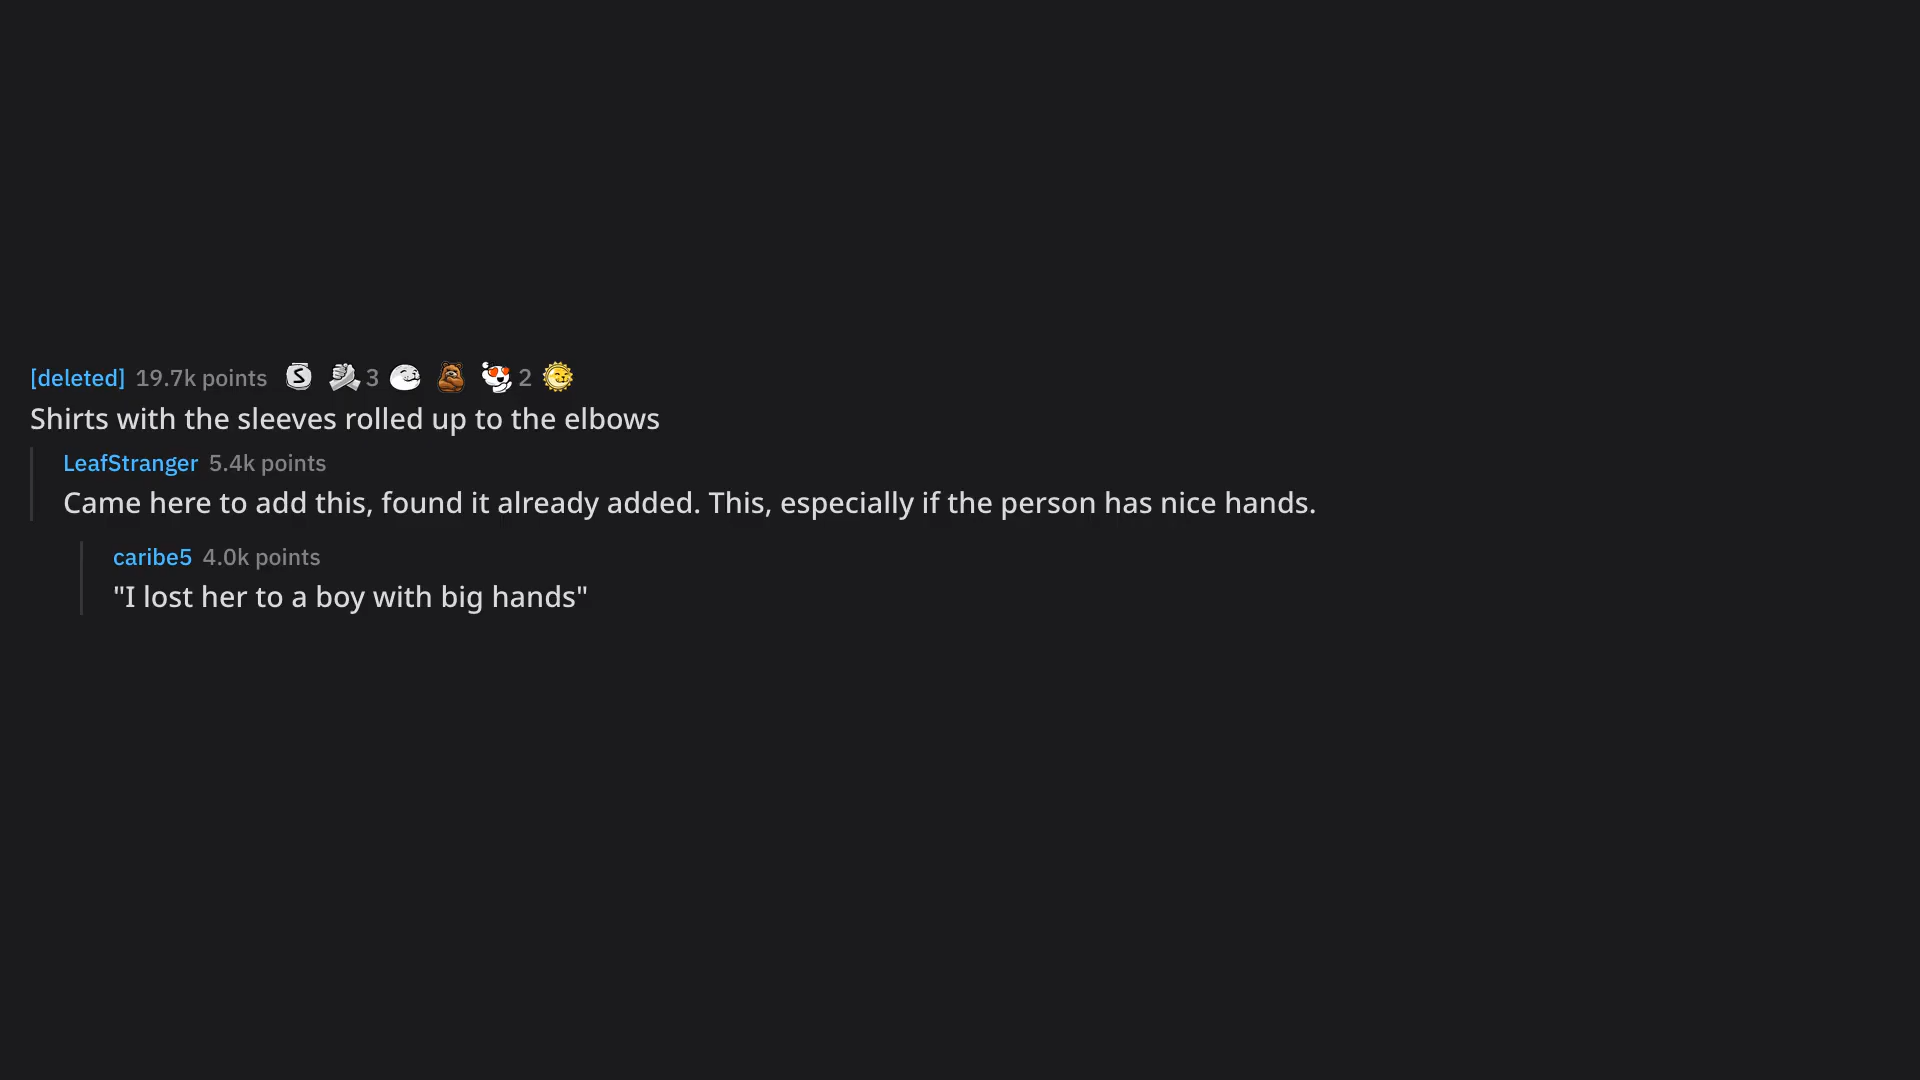 [deleted] 19.7k points S 3 2
Shirts with the sleeves rolled up to the elbows
LeafStranger 5.4k points
Came here to add this, found it already added. This, especially if the person has nice hands.
caribe5 4.0k points
"I lost her to a boy with big hands"